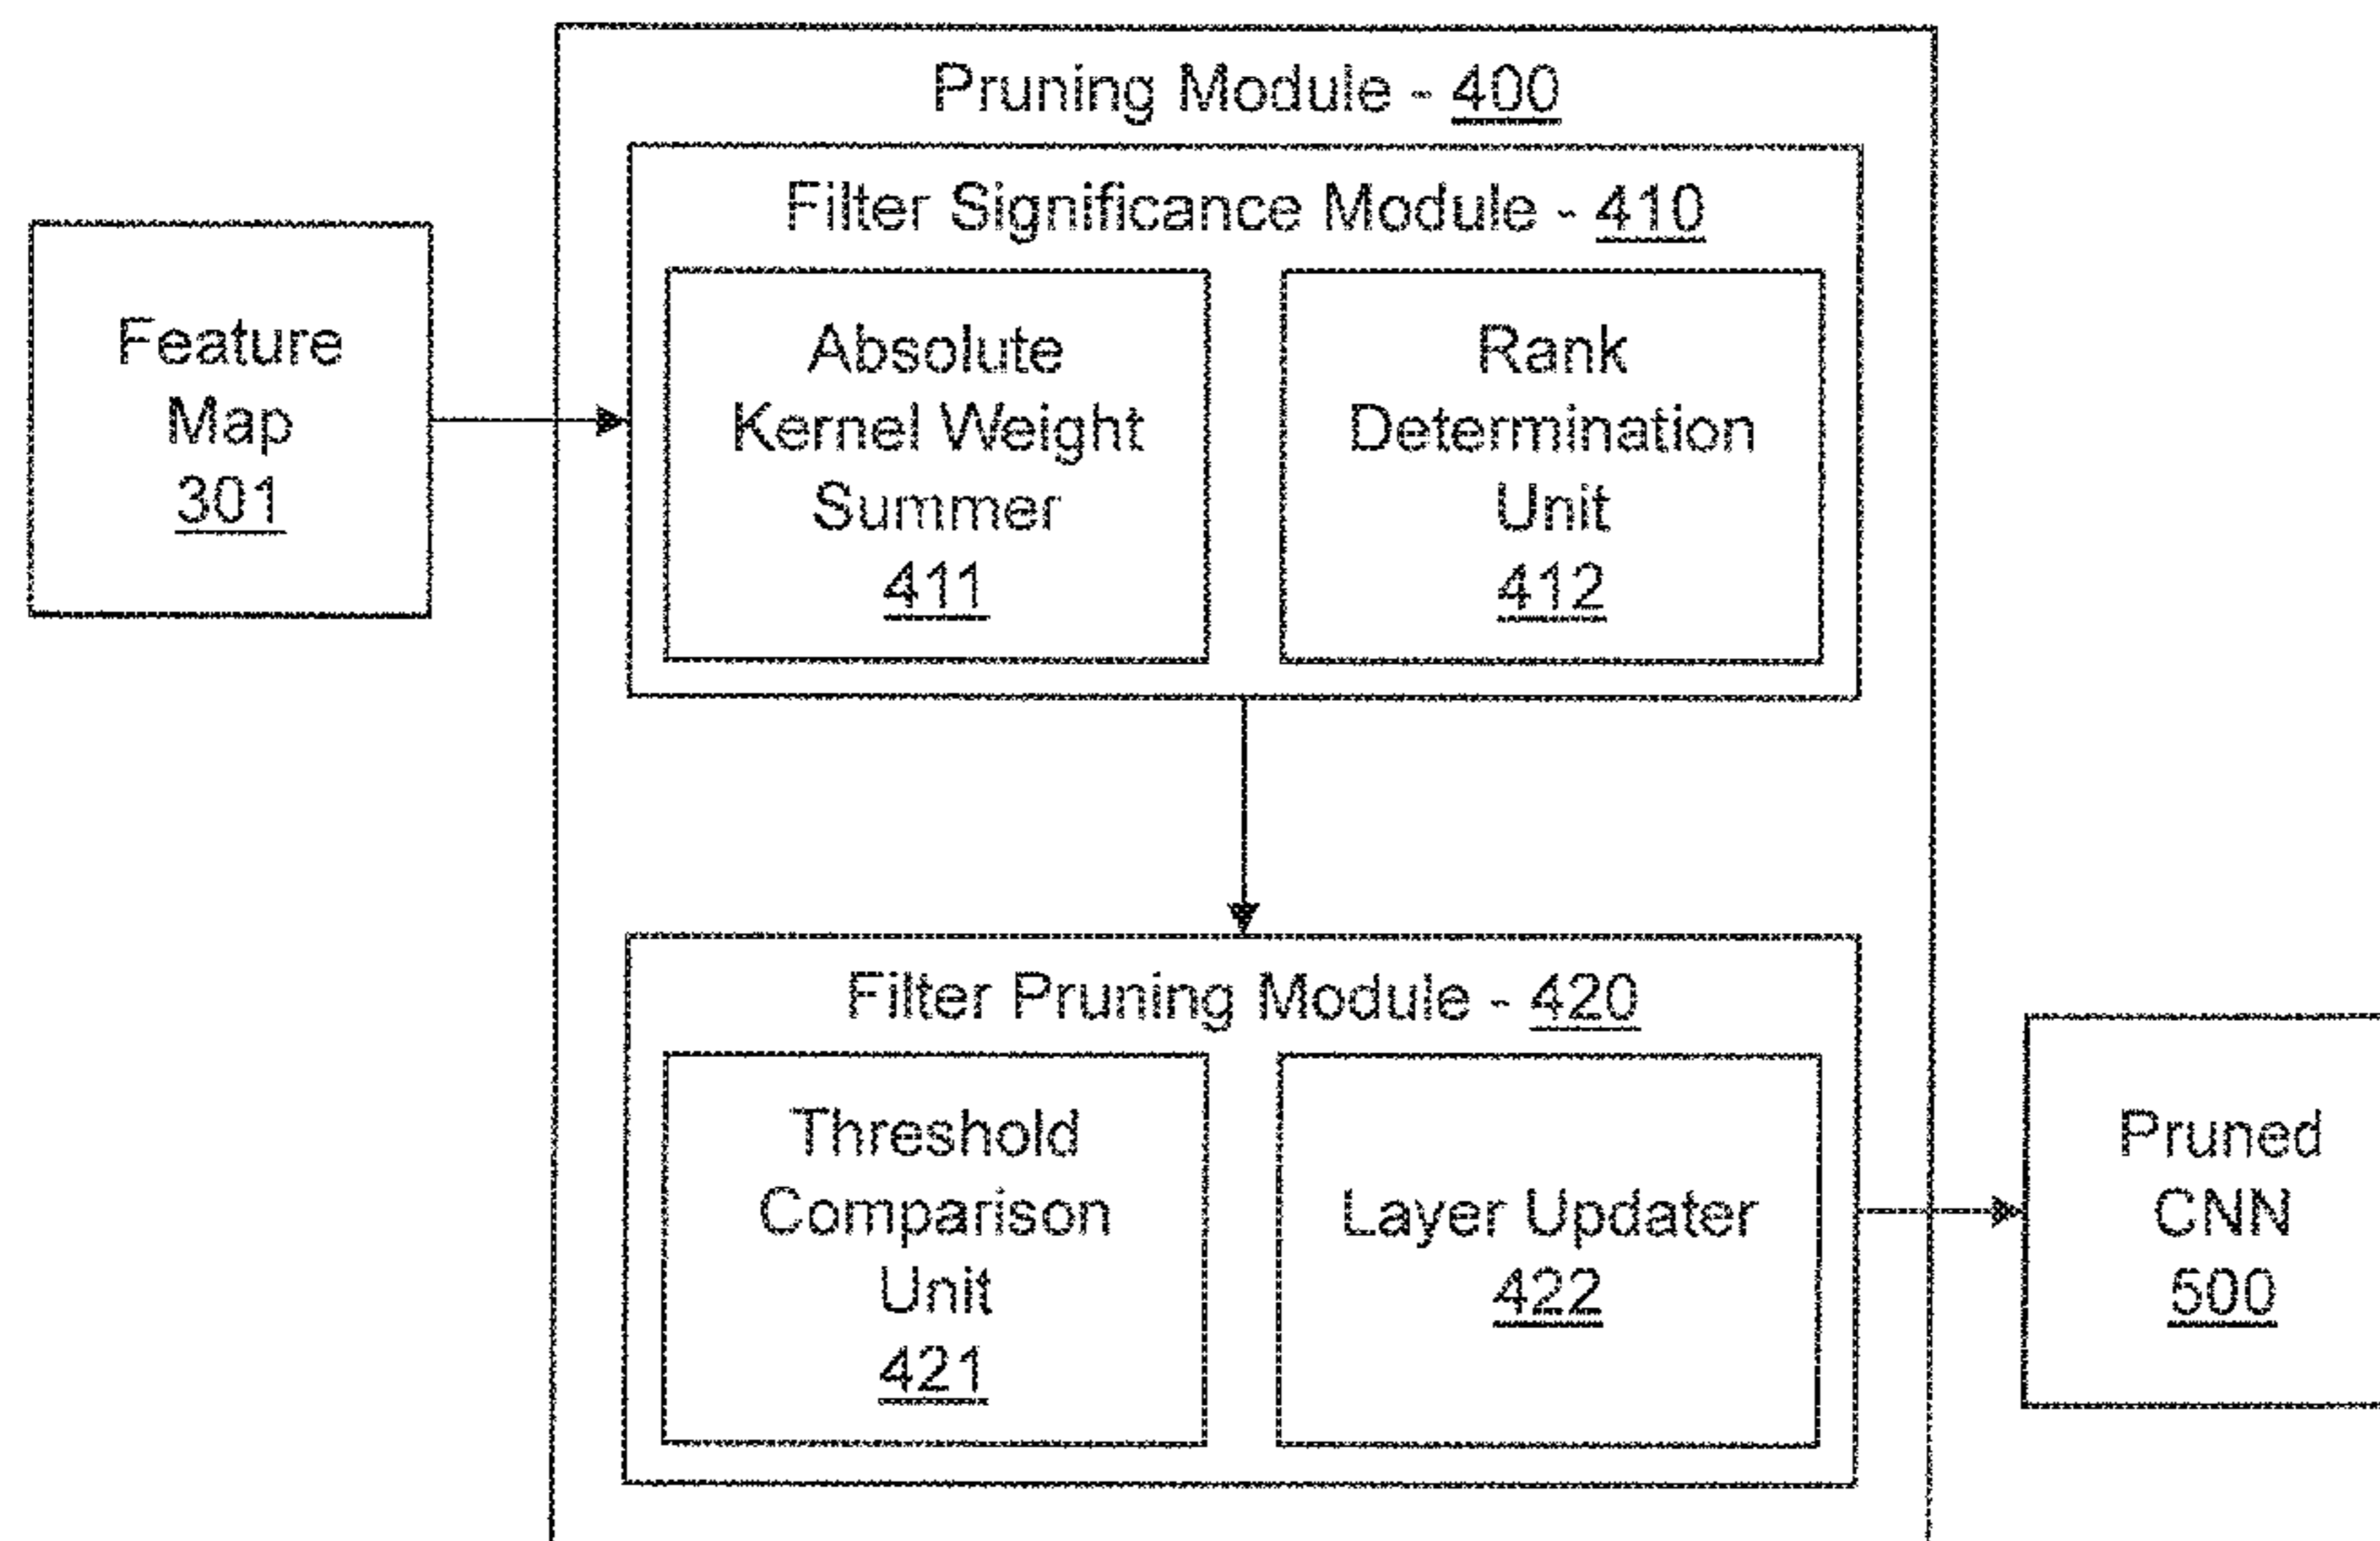 Pruning Module - 400
Filter Significance Module - 410
Feature
Map
301
Absolute
Kernel Weight
Summer
411
Rank
Determination
Unit
412
Filter Pruning Module - 420
Threshold
Comparison
Unit
421
Layer Updater
422
Pruned
CNN
500